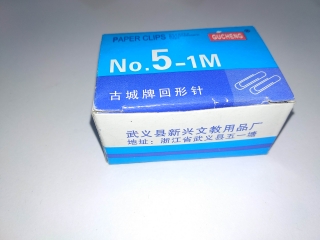 PAPER CLIPS
GUCHENG
No.5-1M
古城牌回形针
武义县新兴文教用品厂
地址：浙江省武义县五一塘